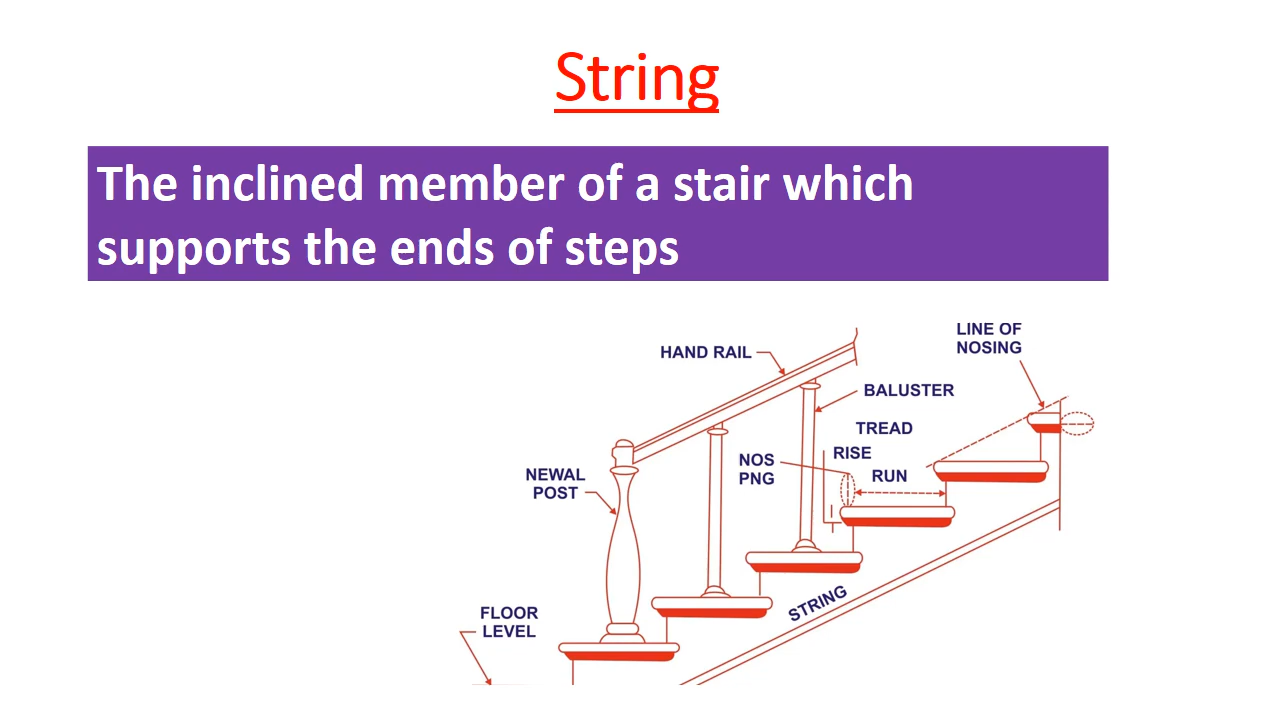 String
The inclined member of a stair which
supports the ends of steps
LINE OF
NOSING
HAND RAIL
BALUSTER
TREAD
RISE
NOS
PNG
RUN
NEWAL
POST
STRING
FLOOR
LEVEL